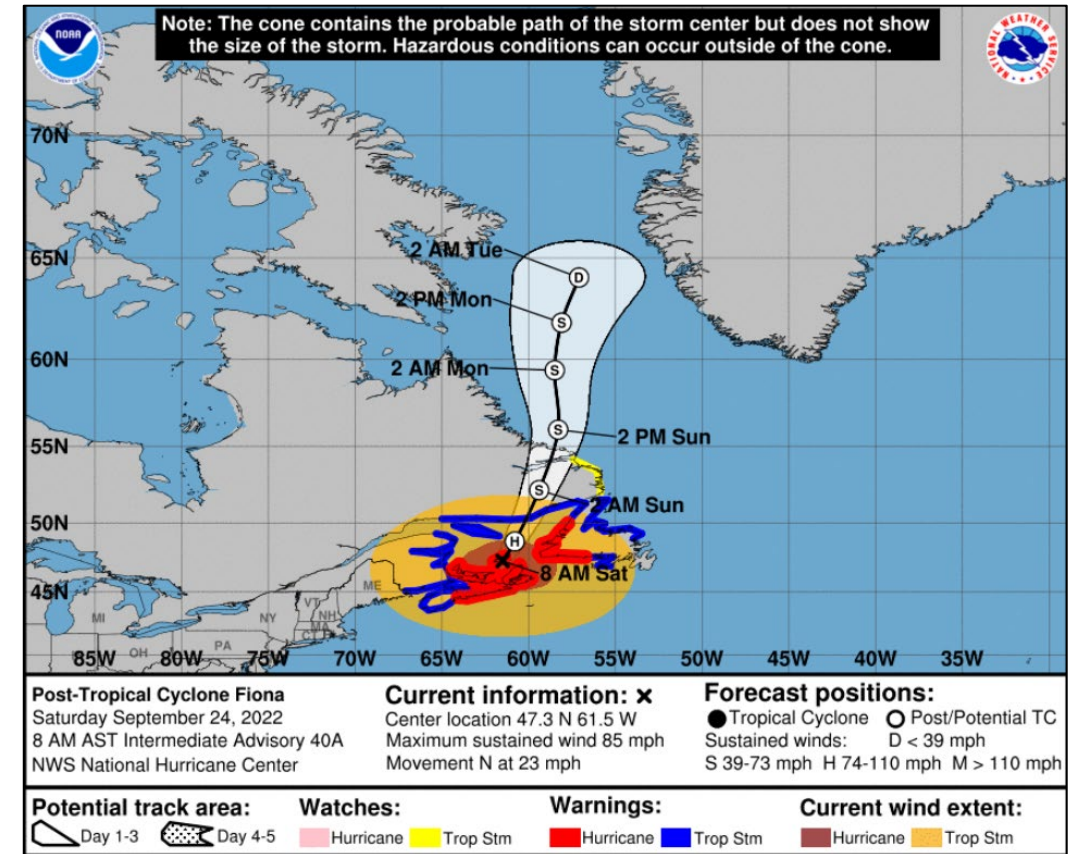 Note: The cone contains the probable path of the storm center but does not show
the size of the storm. Hazardous conditions can occur outside of the cone.
NOAA
NATIONAL WEATHER SERVICE
70N
2 AM Tue
D
65N
2 PM Mon
S
60N
2 AM Mon
S
55N
S
2 PM Sun
S
2 AM Sun
50N
H
8 AM Sat
45N
ME
MI
NY
VT
NH
MA
CT
OH
PA
85W 80W 75W 70W 65W 60W 55W 50W 45W 40W 35W
Post-Tropical Cyclone Fiona
Saturday September 24, 2022
8 AM AST Intermediate Advisory 40A
NWS National Hurricane Center
Current information: x
Center location 47.3 N 61.5 W
Maximum sustained wind 85 mph
Movement N at 23 mph
Forecast positions:
Tropical Cyclone Post/Potential TC
Sustained winds: D < 39 mph
S 39-73 mph H 74-110 mph M > 110 mph
Potential track area:
Day 1-3 Day 4-5
Watches:
Hurricane Trop Stm
Warnings:
Hurricane Trop Stm
Current wind extent:
Hurricane Trop Stm